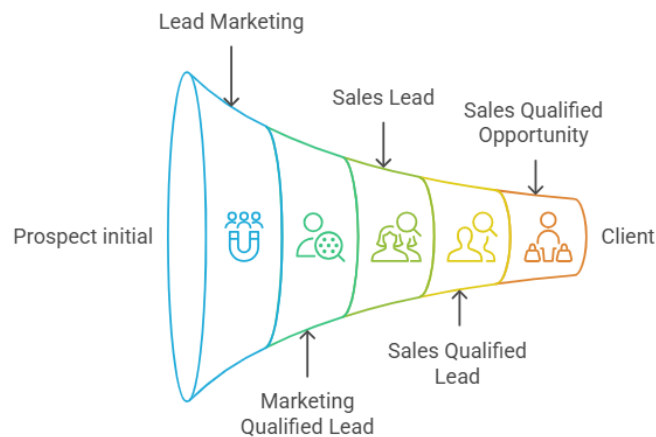 Lead Marketing
Sales Lead
Sales Qualified
Opportunity
Prospect initial
Client
Sales Qualified
Lead
Marketing
Qualified Lead